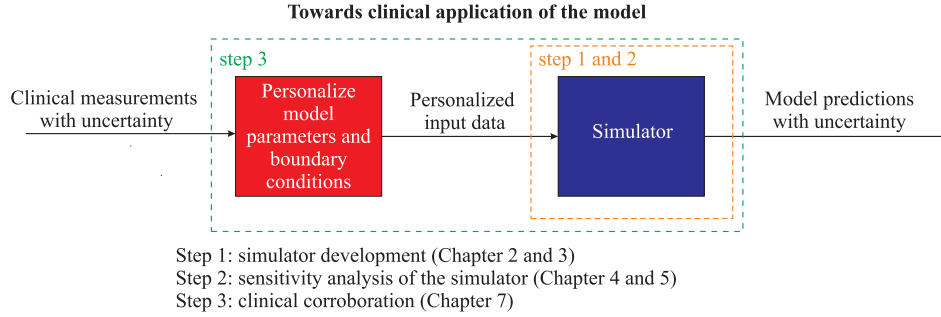 Towards clinical application of the model
step 3
step 1 and 2
Clinical measurements
with uncertainty
Personalize
model
parameters and
boundary
conditions
Personalized
input data
Simulator
Model predictions
with uncertainty
Step 1: simulator development (Chapter 2 and 3)
Step 2: sensitivity analysis of the simulator (Chapter 4 and 5)
Step 3: clinical corroboration (Chapter 7)